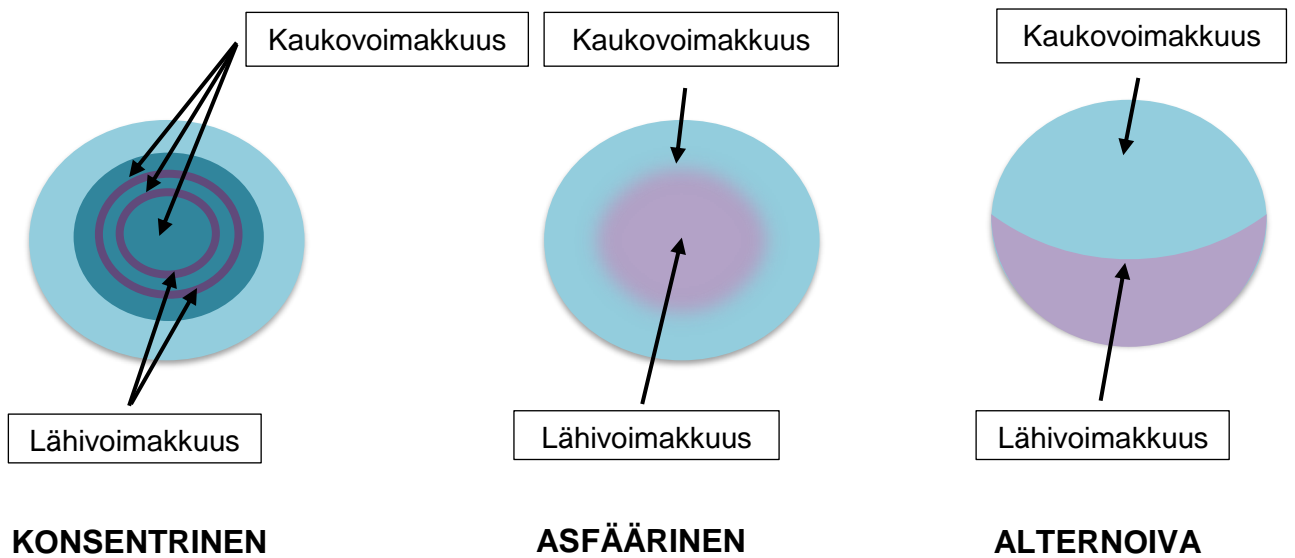 Kaukovoimakkuus
Kaukovoimakkuus
Kaukovoimakkuus
Lähivoimakkuus
Lähivoimakkuus
Lähivoimakkuus
KONSENTRINEN
ASFÄÄRINEN
ALTERNOIVA